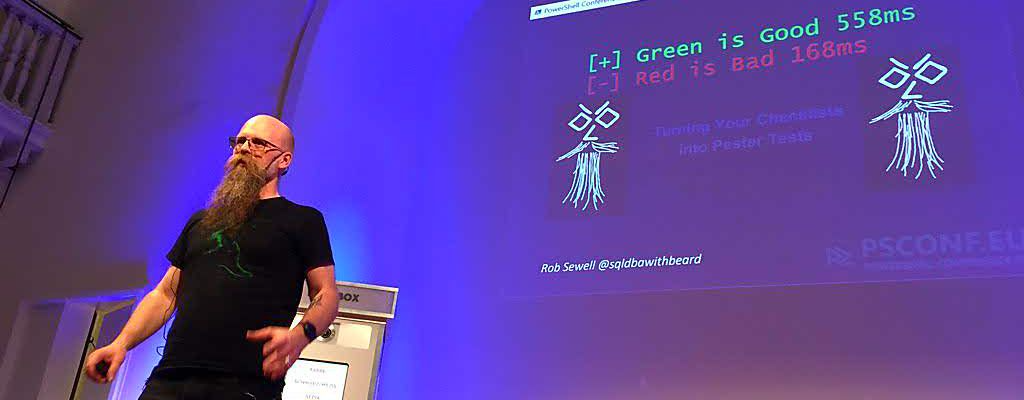 PowerShell Conferen
[+] Green is Good 558ms
[-] Red is Bad 168ms
Turning Your Checklists
into Pester Tests
Rob Sewell @sqldbawithbeard
PSCONF.EU
BOX